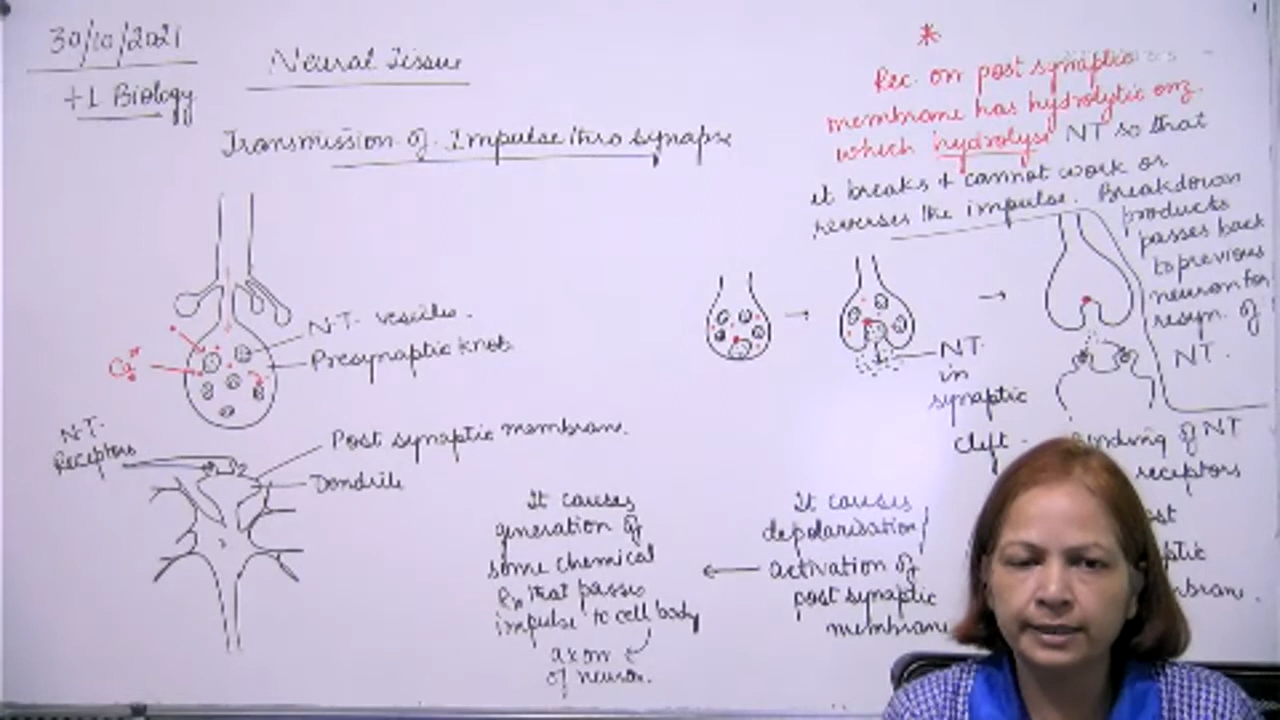 30/10/2021
+1 Biology
Neural Tissue
Transmission of Impulse thro synapse
*
Rec. on post synaptic
membrane has hydrolytic enz.
which hydrolyse NT so that
it breaks + cannot work or
reverses the impulse. Breakdown
products
passes back
to previous
neuron for
resyn. of
NT.
N.T. vesicles.
Presynaptic knob
Ca++
N.T.
Receptors
Post synaptic membrane.
Dendrite
NT
in
synaptic
cleft.
Binding of NT
receptors
It causes
depolarisation/
activation of
post synaptic
membrane
It causes
generation of
some chemical
Rn that passes
impulse to cell body
axon
of neuron.